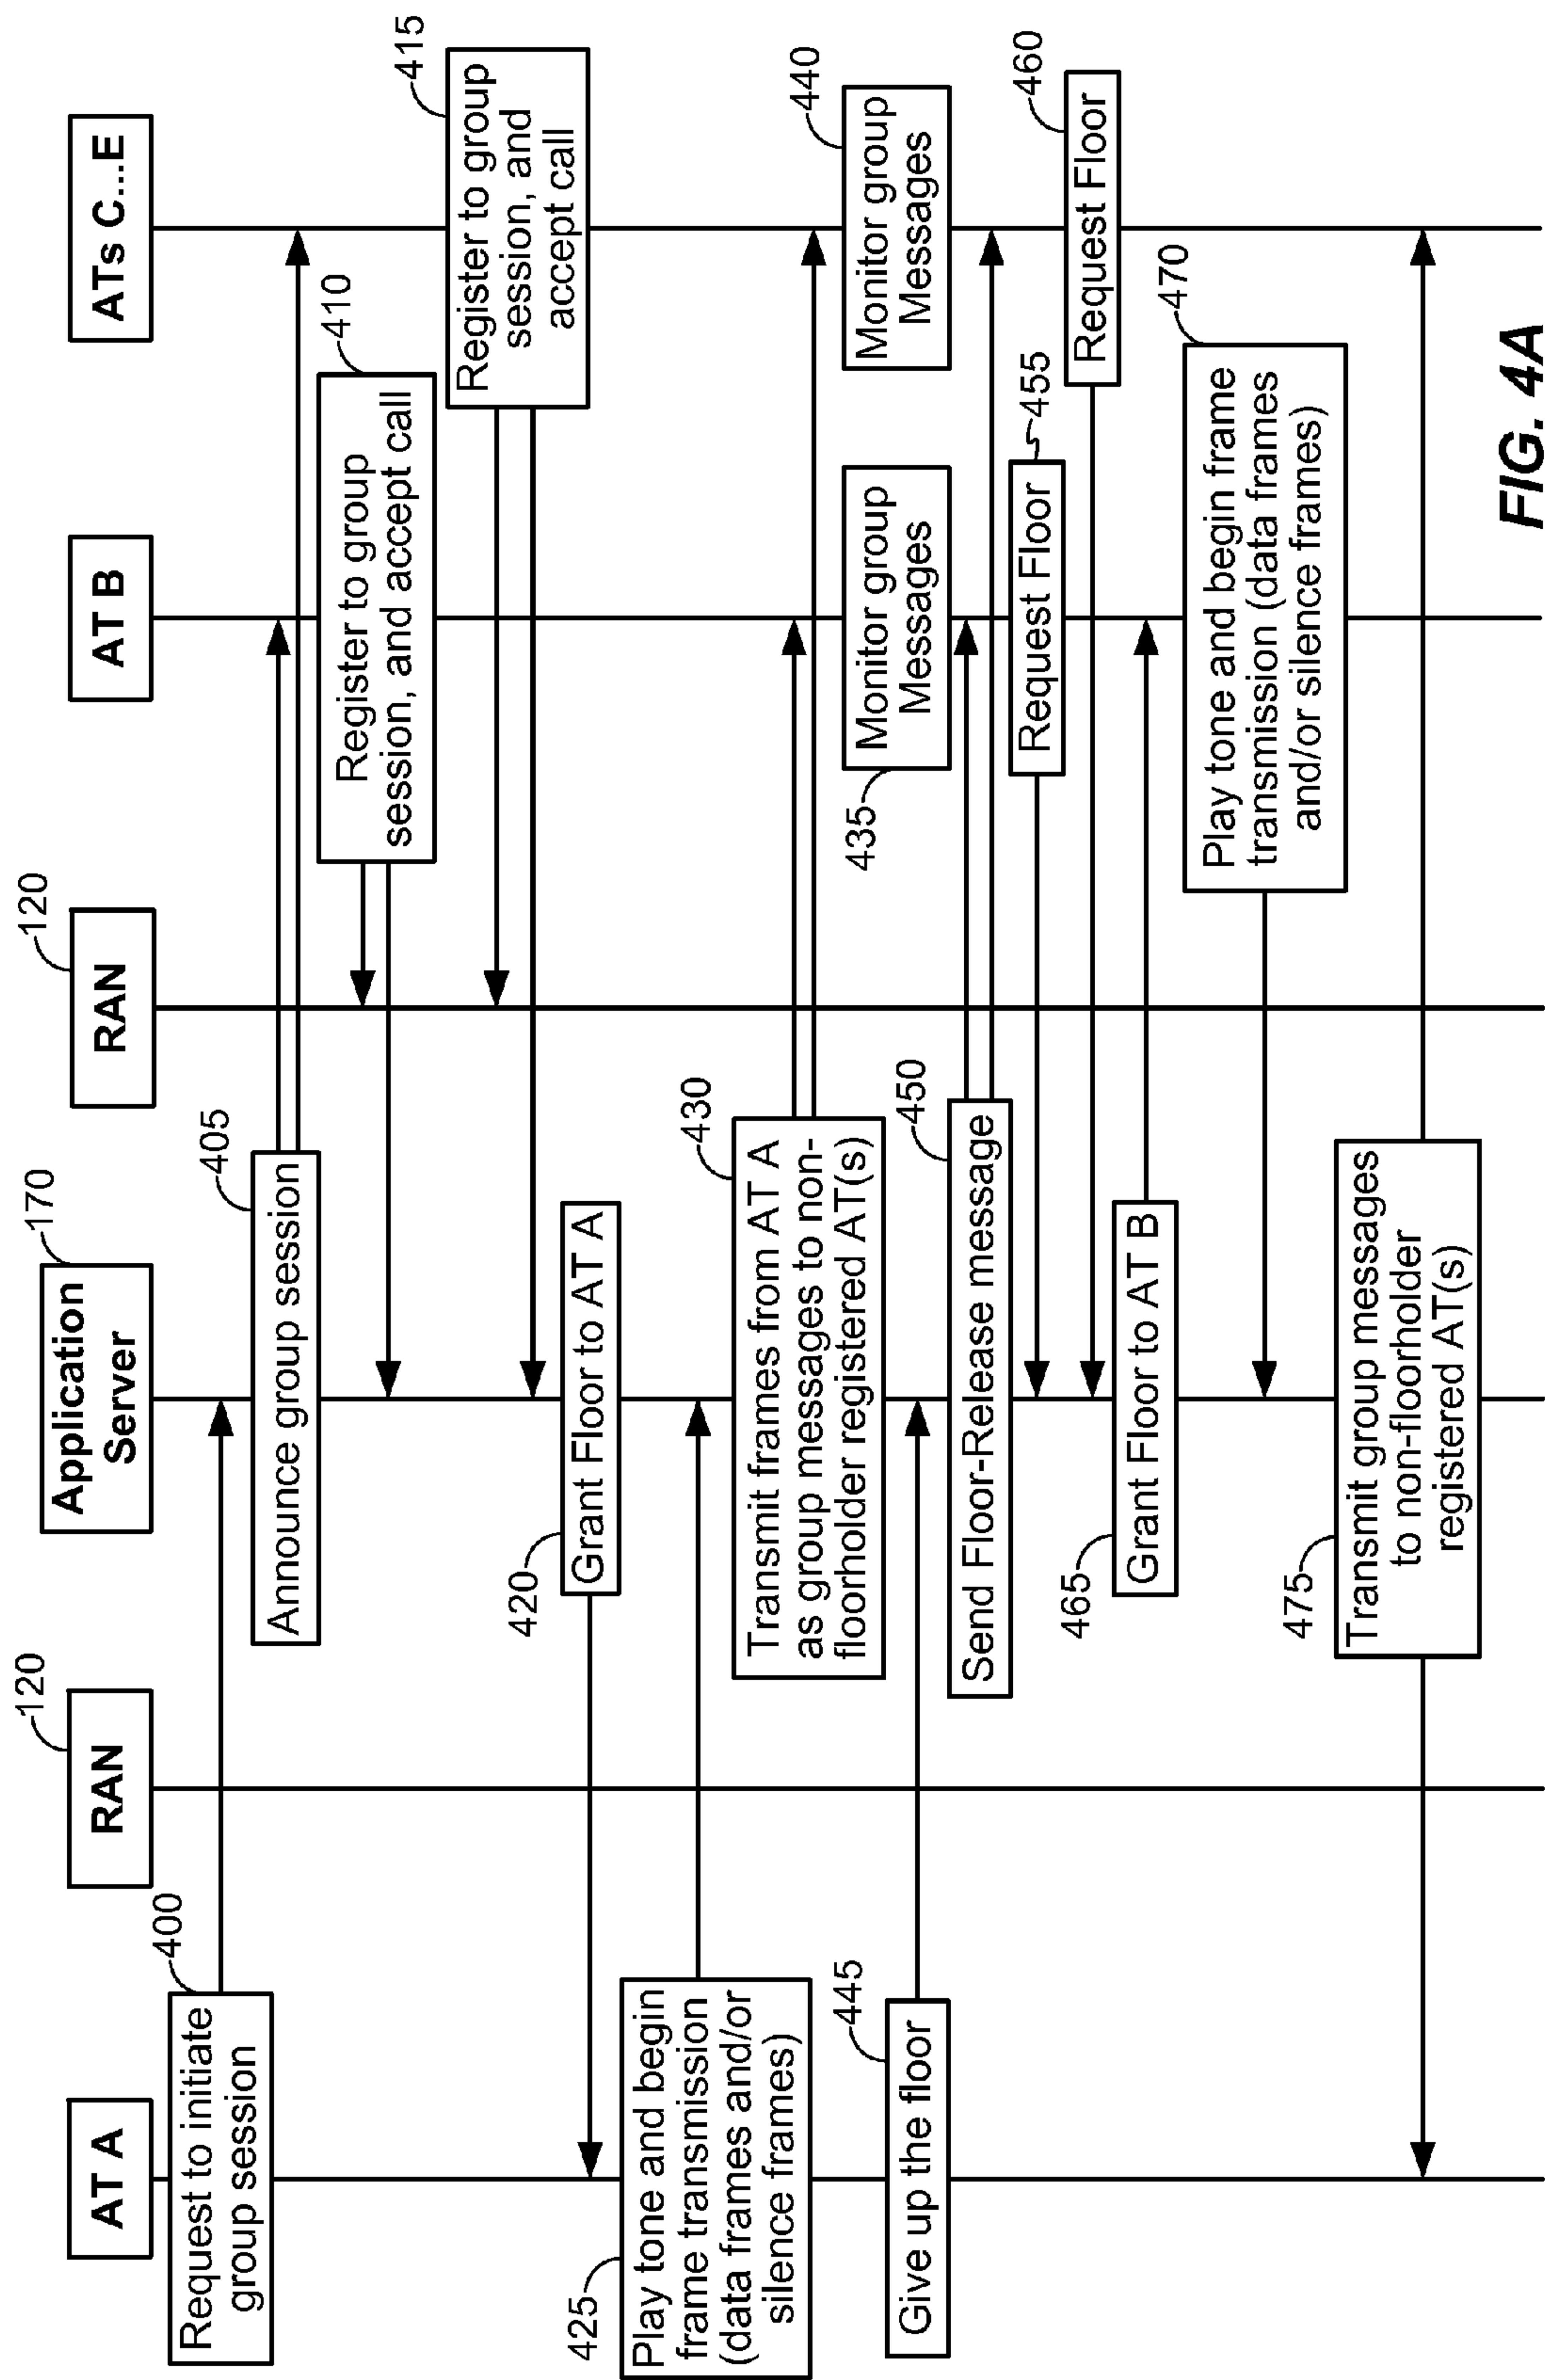 AT A
RAN
120
Application
Server
170
RAN
120
AT B
ATs C...E
400
Request to initiate
group session
405
Announce group session
410
Register to group
session, and accept call
415
Register to group
session, and
accept call
420
Grant Floor to AT A
425
Play tone and begin
frame transmission
(data frames and/or
silence frames)
430
Transmit frames from AT A
as group messages to non-
floorholder registered AT(s)
435
Monitor group
Messages
440
Monitor group
Messages
445
Give up the floor
450
Send Floor-Release message
455
Request Floor
460
Request Floor
465
Grant Floor to AT B
470
Play tone and begin frame
transmission (data frames
and/or silence frames)
475
Transmit group messages
to non-floorholder
registered AT(s)
FIG. 4A